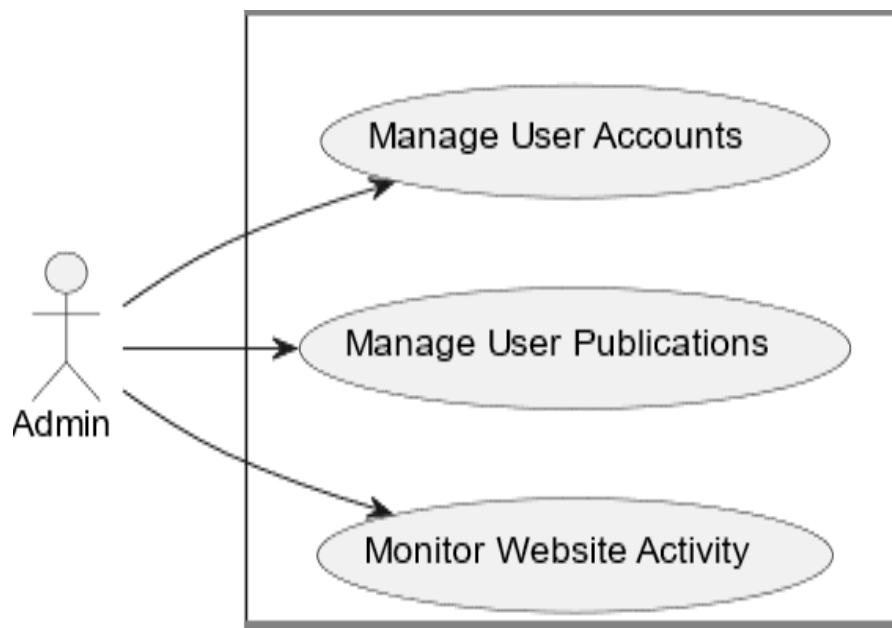 Manage User Accounts
Manage User Publications
Admin
Monitor Website Activity